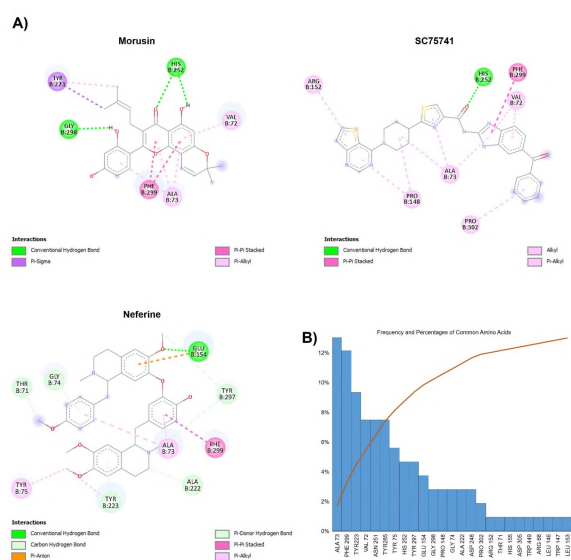 A)
Morusin
SC75741
HIS
B:252
TYR
B:223
GLY
B:298
VAL
B:72
PHE
B:299
ALA
B:73
HIS
B:252
PHE
B:299
VAL
B:72
ARG
B:152
ALA
B:73
PRO
B:148
PRO
B:302
Interactions
Conventional Hydrogen Bond
Pi-Sigma
Pi-Pi Stacked
Pi-Alkyl
Interactions
Conventional Hydrogen Bond
Pi-Pi Stacked
Alkyl
Pi-Alkyl
Neferine
GLU
B:154
THR
B:71
GLY
B:74
TYR
B:297
ALA
B:73
PHE
B:299
TYR
B:75
TYR
B:223
ALA
B:222
Interactions
Conventional Hydrogen Bond
Carbon Hydrogen Bond
Pi-Anion
Pi-Donor Hydrogen Bond
Pi-Pi Stacked
Pi-Alkyl
B)
Frequency and Percentages of Common Amino Acids
12%
10%
8%
6%
4%
2%
0%
ALA 73
PHE 299
TYR223
VAL 72
ASN 251
TYR285
TYR 75
HIS 252
TYR 297
GLU 154
GLY 298
PRO 148
GLY 74
ALA 222
ASP 248
PRO 302
ARG 152
THR 71
HIS 155
ASP 305
TRP 449
ARG 68
LEU 146
TRP 147
LEU 153